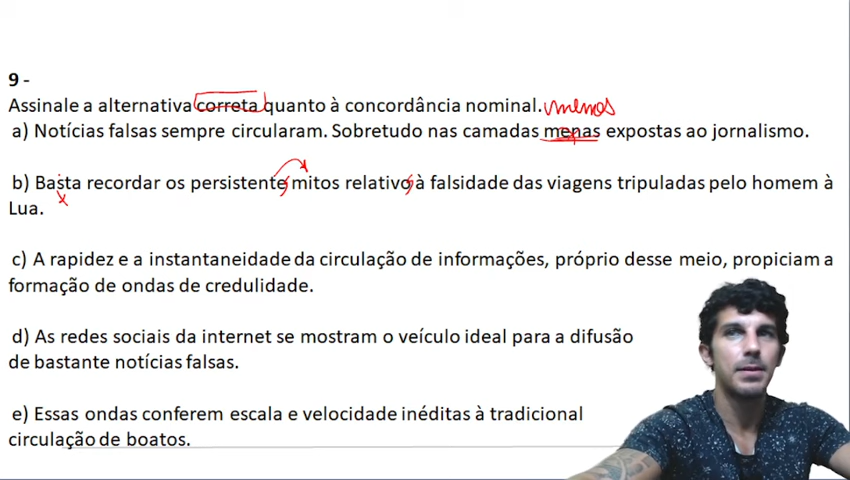 9 -
Assinale a alternativa correta quanto à concordância nominal. menos
a) Notícias falsas sempre circularam. Sobretudo nas camadas menas expostas ao jornalismo.
b) Basta recordar os persistente s mitos relativo s à falsidade das viagens tripuladas pelo homem à
Lua.
c) A rapidez e a instantaneidade da circulação de informações, próprio desse meio, propiciam a
formação de ondas de credulidade.
d) As redes sociais da internet se mostram o veículo ideal para a difusão
de bastante notícias falsas.
e) Essas ondas conferem escala e velocidade inéditas à tradicional
circulação de boatos.